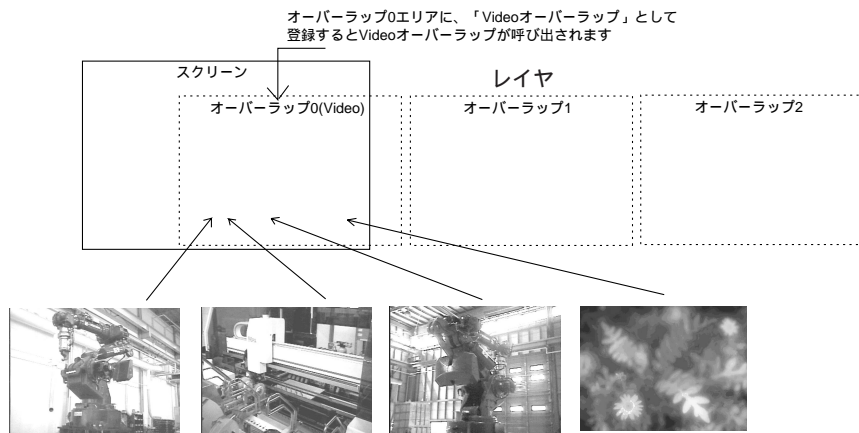 オーバーラップ0エリアに、「Videoオーバーラップ」として
登録するとVideoオーバーラップが呼び出されます
スクリーン
レイヤ
オーバーラップ0(Video)
オーバーラップ1
オーバーラップ2